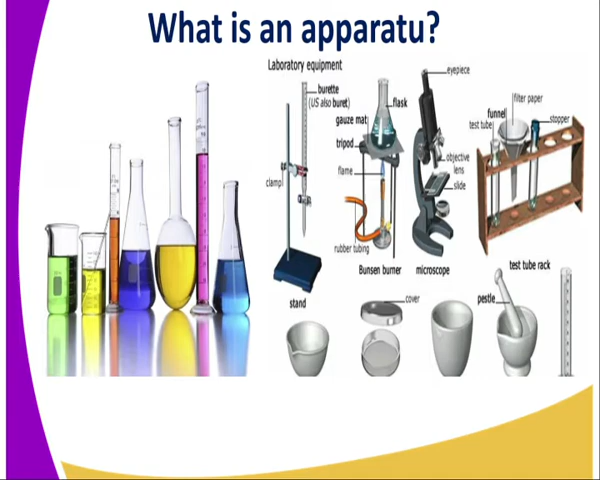 What is an apparatu?
Laboratory equipment
burette
(US also buret)
clamp
stand
gauze mat
flask
tripod
flame
rubber tubing
Bunsen burner
eyepiece
objective
lens
slide
microscope
filter paper
funnel
test tube
stopper
test tube rack
cover
pestle